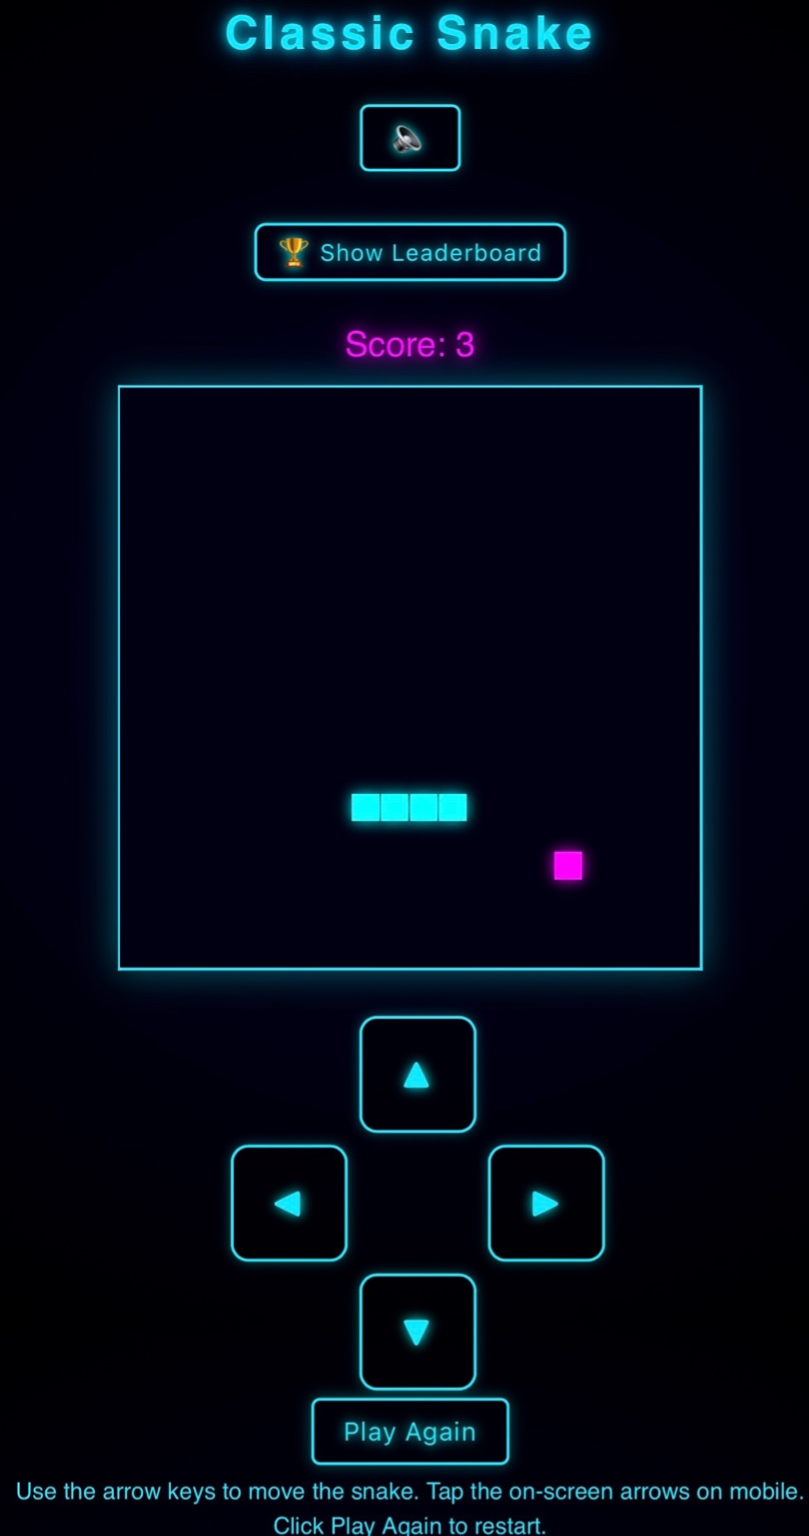 Classic Snake
Show Leaderboard
Score: 3
Play Again
Use the arrow keys to move the snake. Tap the on-screen arrows on mobile.
Click Play Again to restart.